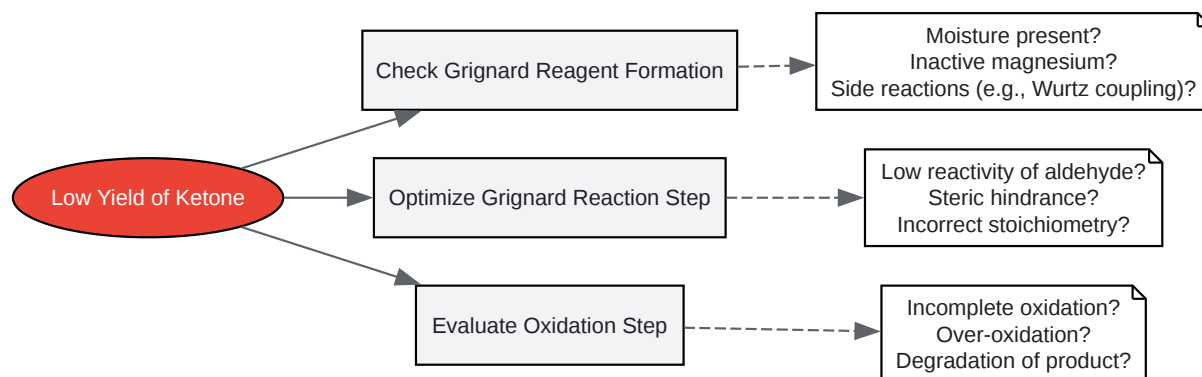 Low Yield of Ketone
Check Grignard Reagent Formation
Moisture present?
Inactive magnesium?
Side reactions (e.g., Wurtz coupling)?
Optimize Grignard Reaction Step
Low reactivity of aldehyde?
Steric hindrance?
Incorrect stoichiometry?
Evaluate Oxidation Step
Incomplete oxidation?
Over-oxidation?
Degradation of product?